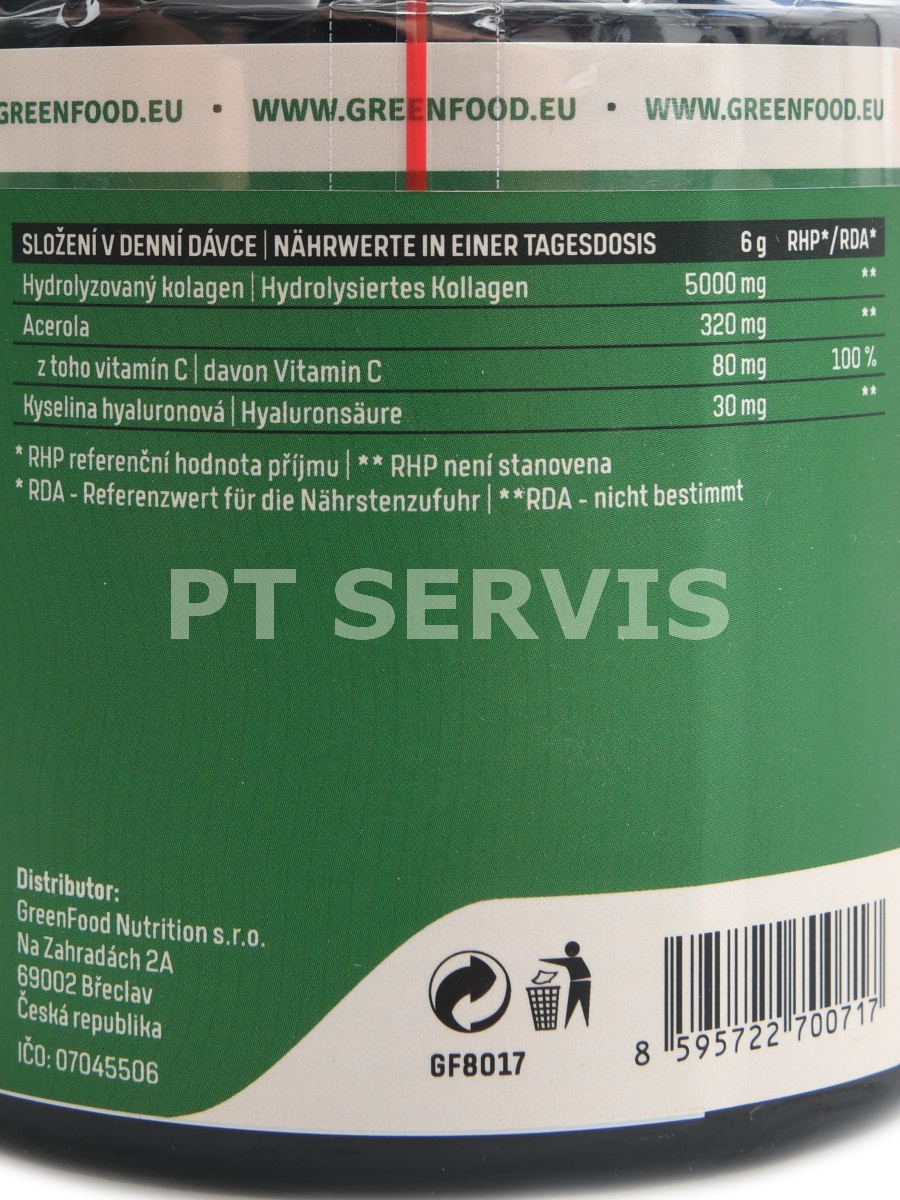 GREENFOOD.EU • WWW.GREENFOOD.EU • WWW.GREENFOOD.EU
SLOŽENÍ V DENNÍ DÁVCE | NÄHRWERTE IN EINER TAGESDOSIS 6 g RHP*/RDA*
Hydrolyzovaný kolagen | Hydrolysiertes Kollagen 5000 mg **
Acerola 320 mg **
z toho vitamín C | davon Vitamin C 80 mg 100 %
Kyselina hyaluronová | Hyaluronsäure 30 mg **
* RHP referenční hodnota příjmu | ** RHP není stanovena
* RDA - Referenzwert für die Nährstenzufuhr | **RDA - nicht bestimmt
PT SERVIS
Distributor:
GreenFood Nutrition s.r.o.
Na Zahradách 2A
69002 Břeclav
Česká republika
IČO: 07045506
GF8017
8 595722 700717